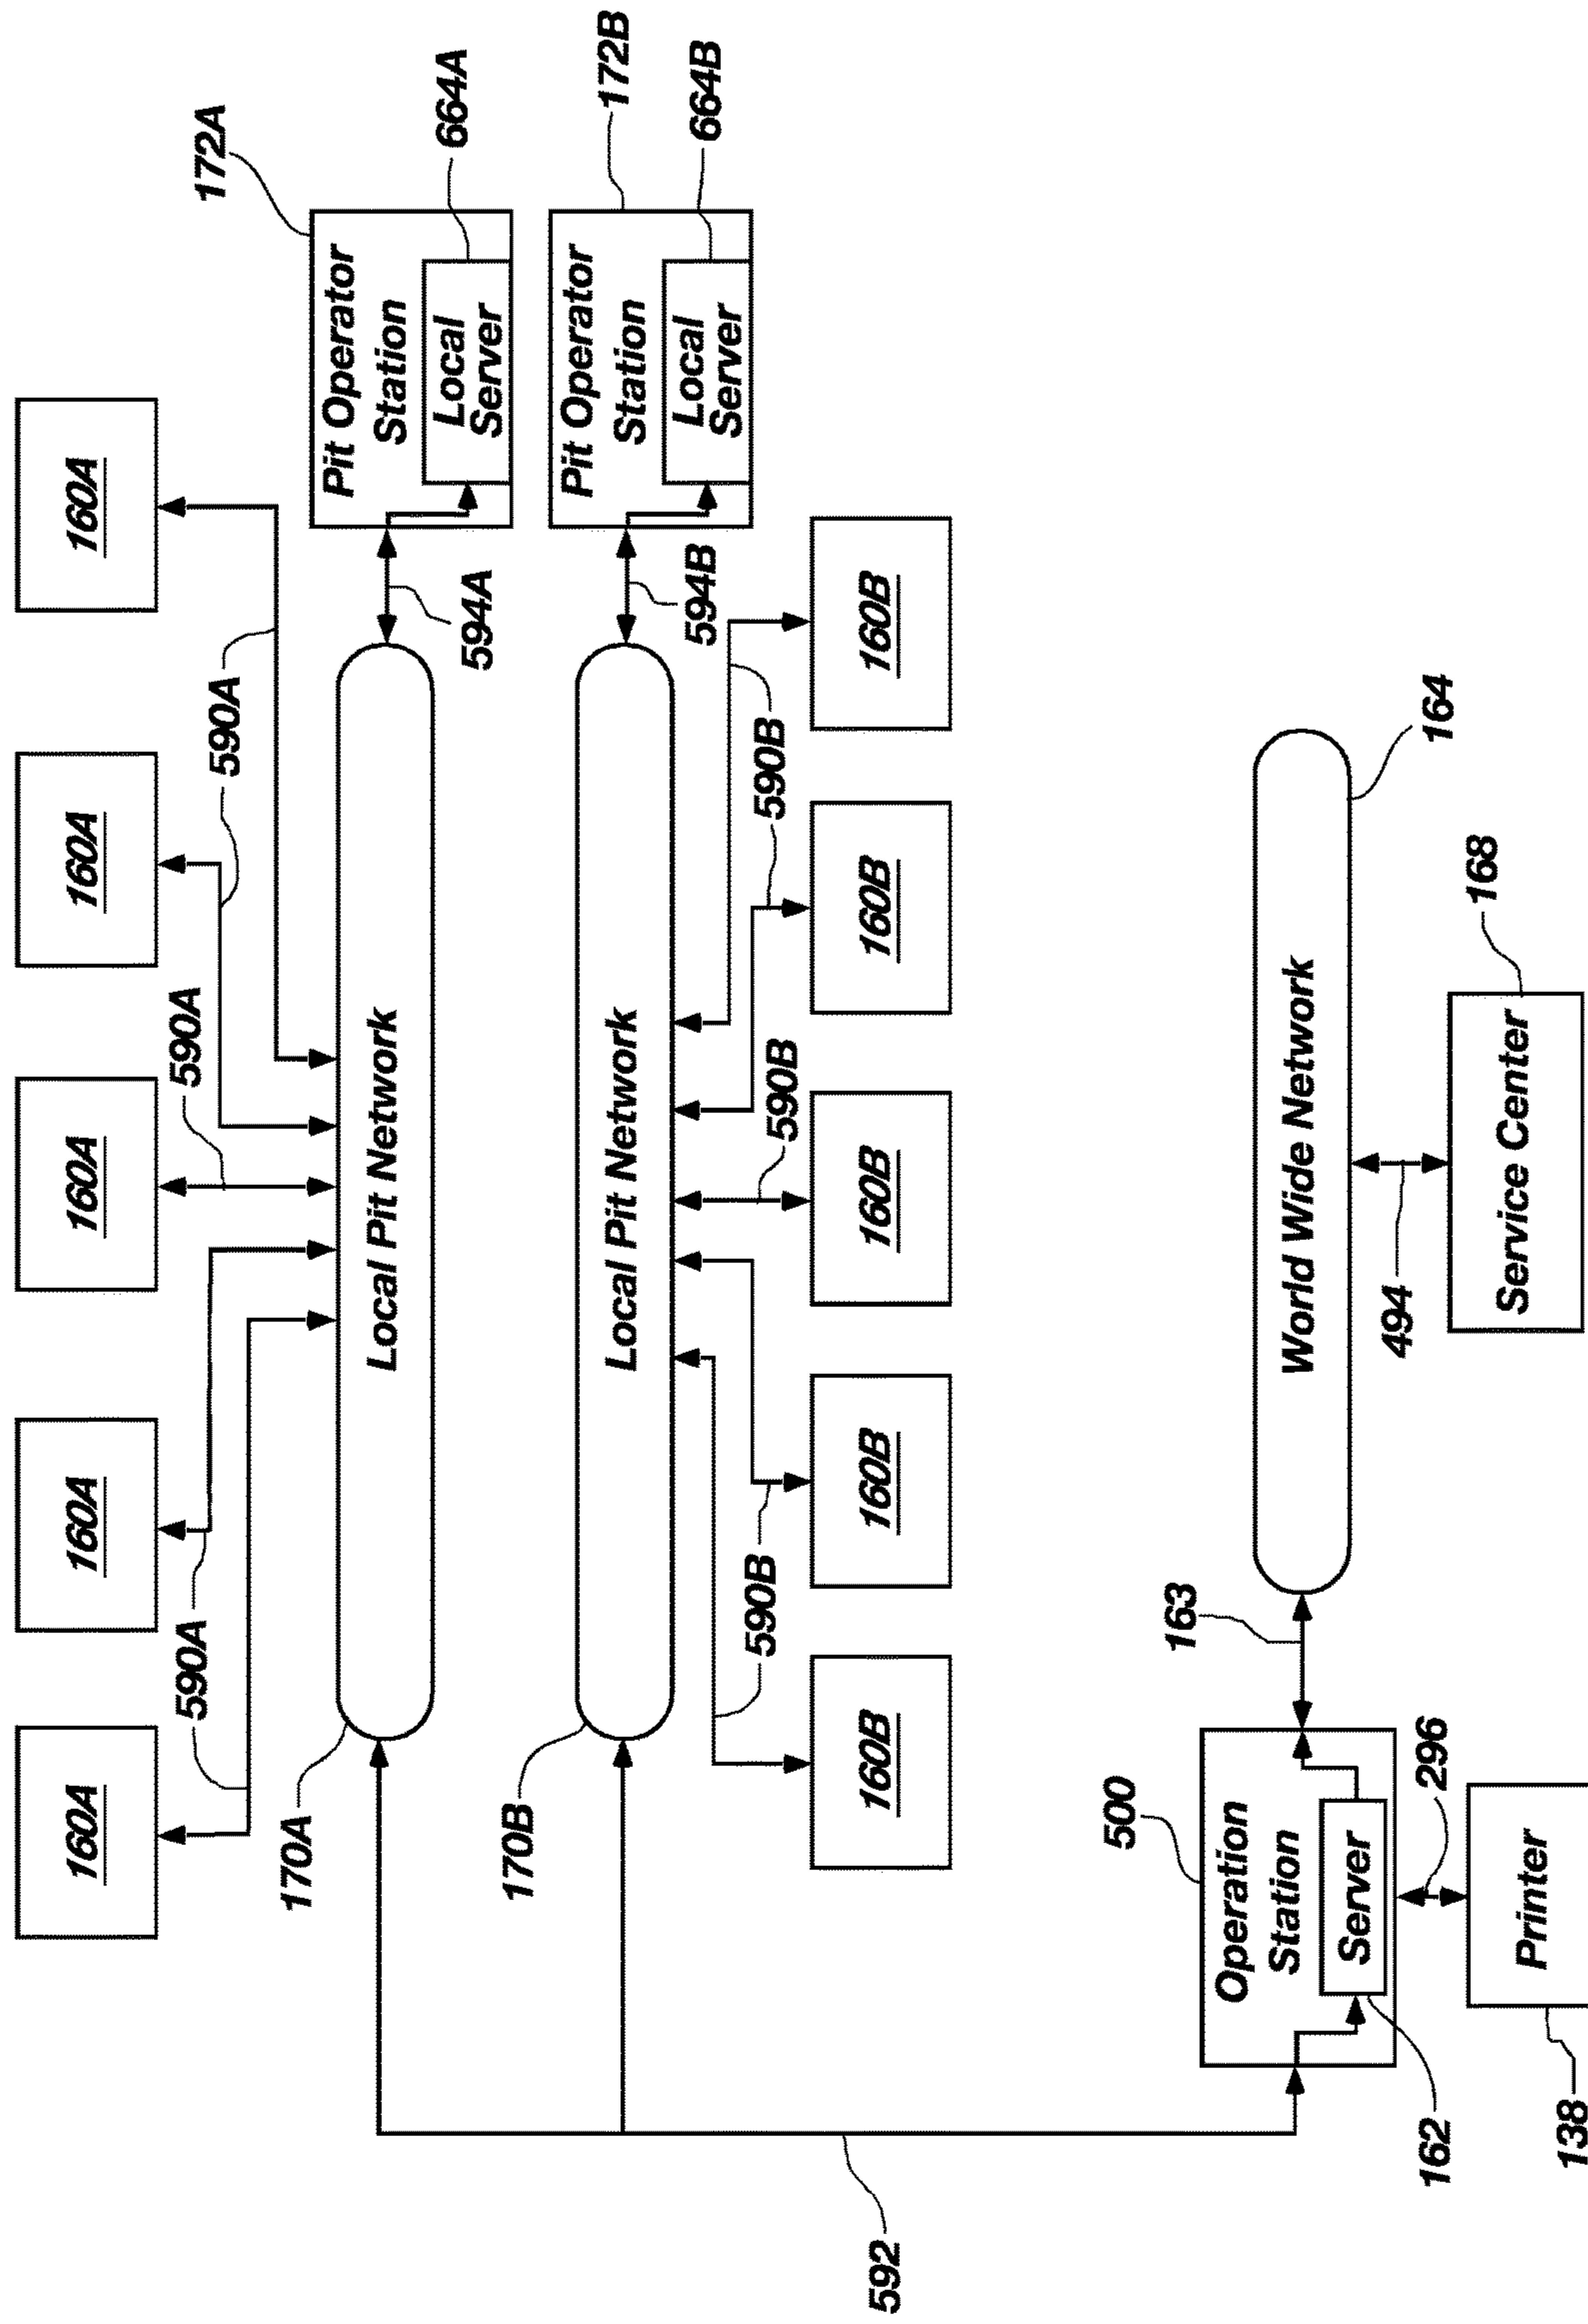 160A
160A
160A
160A
160A
590A
590A
590A
172A
170A
Local Pit Network
594A
Pit Operator
Station
Local
Server
664A
170B
Local Pit Network
594B
Pit Operator
Station
Local
Server
172B
664B
590B
590B
590B
160B
160B
160B
160B
160B
592
500
Operation
Station
Server
162
163
World Wide Network
164
296
494
138
Printer
Service Center
168